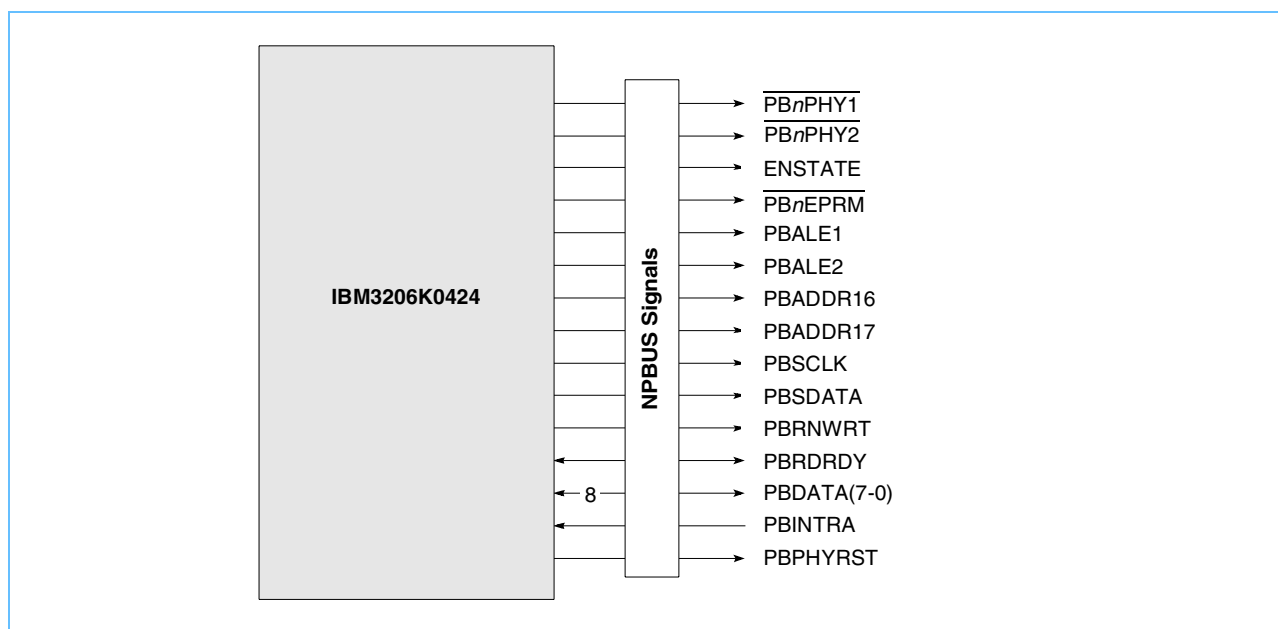 IBM3206K0424
NPBUS Signals
PBnPHY1
PBnPHY2
ENSTATE
PBnEPRM
PBALE1
PBALE2
PBADDR16
PBADDR17
PBSCLK
PBSDATA
PBRNWRT
PBRDRDY
8
PBDATA(7-0)
PBINTRA
PBPHYRST